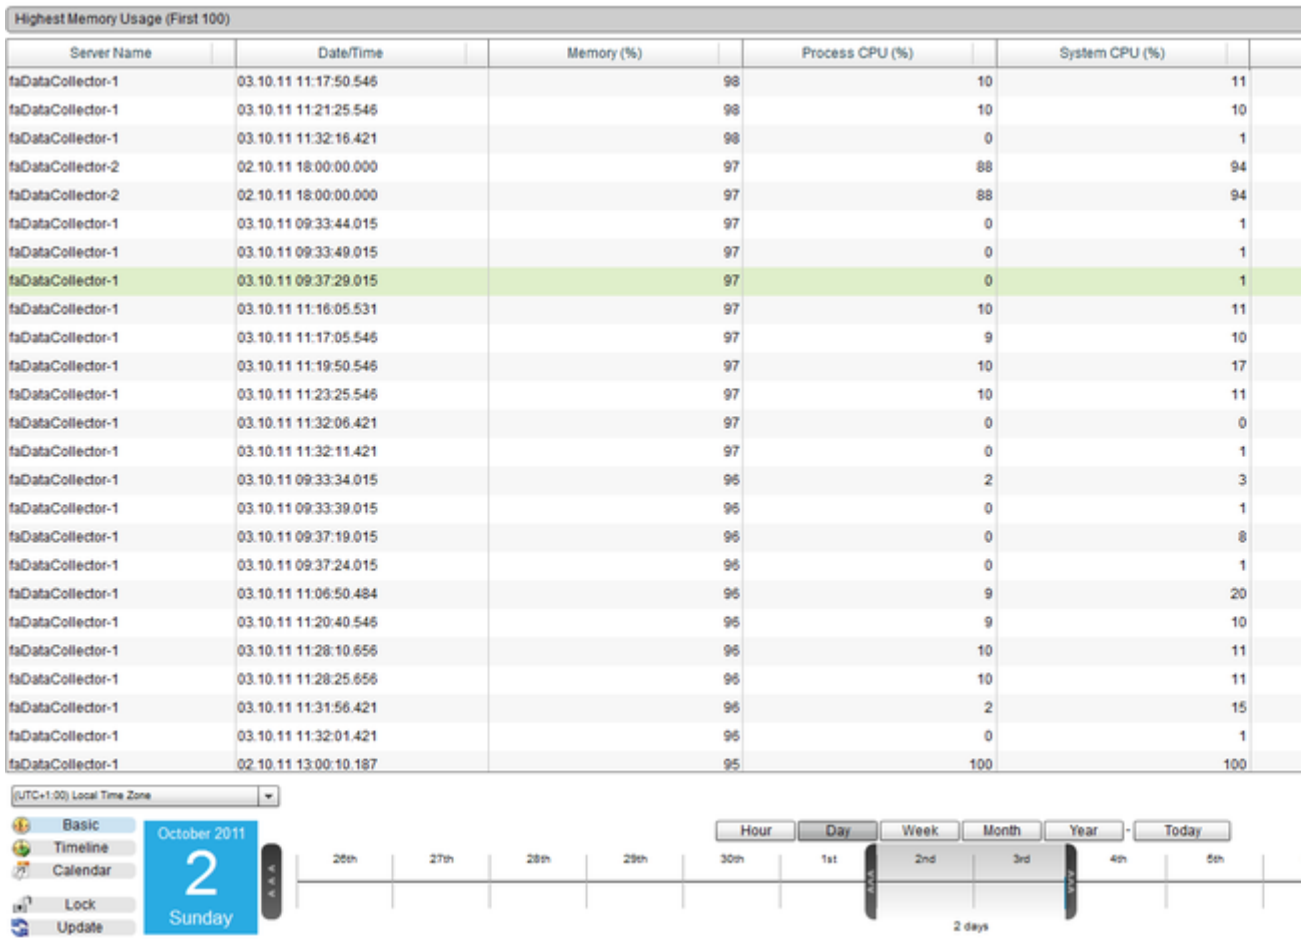 Highest Memory Usage (First 100)
Server Name Date/Time Memory (%) Process CPU (%) System CPU (%)
faDataCollector-1 03.10.11 11:17:50.546 98 10 11
faDataCollector-1 03.10.11 11:21:25.546 98 10 10
faDataCollector-1 03.10.11 11:32:16.421 98 0 1
faDataCollector-2 02.10.11 18:00:00.000 97 88 94
faDataCollector-2 02.10.11 18:00:00.000 97 88 94
faDataCollector-1 03.10.11 09:33:44.015 97 0 1
faDataCollector-1 03.10.11 09:33:49.015 97 0 1
faDataCollector-1 03.10.11 09:37:29.015 97 0 1
faDataCollector-1 03.10.11 11:16:05.531 97 10 11
faDataCollector-1 03.10.11 11:17:05.546 97 9 10
faDataCollector-1 03.10.11 11:19:50.546 97 10 17
faDataCollector-1 03.10.11 11:23:25.546 97 10 11
faDataCollector-1 03.10.11 11:32:06.421 97 0 0
faDataCollector-1 03.10.11 11:32:11.421 97 0 1
faDataCollector-1 03.10.11 09:33:34.015 96 2 3
faDataCollector-1 03.10.11 09:33:39.015 96 0 1
faDataCollector-1 03.10.11 09:37:19.015 96 0 8
faDataCollector-1 03.10.11 09:37:24.015 96 0 1
faDataCollector-1 03.10.11 11:06:50.484 96 9 20
faDataCollector-1 03.10.11 11:20:40.546 96 9 10
faDataCollector-1 03.10.11 11:28:10.656 96 10 11
faDataCollector-1 03.10.11 11:28:25.656 96 10 11
faDataCollector-1 03.10.11 11:31:56.421 96 2 15
faDataCollector-1 03.10.11 11:32:01.421 96 0 1
faDataCollector-1 02.10.11 13:00:10.187 95 100 100
(UTC+1:00) Local Time Zone
Basic
Timeline
Calendar
Lock
Update
October 2011
2
Sunday
Hour Day Week Month Year - Today
26th 27th 28th 29th 30th 1st 2nd 3rd 4th 5th
2 days